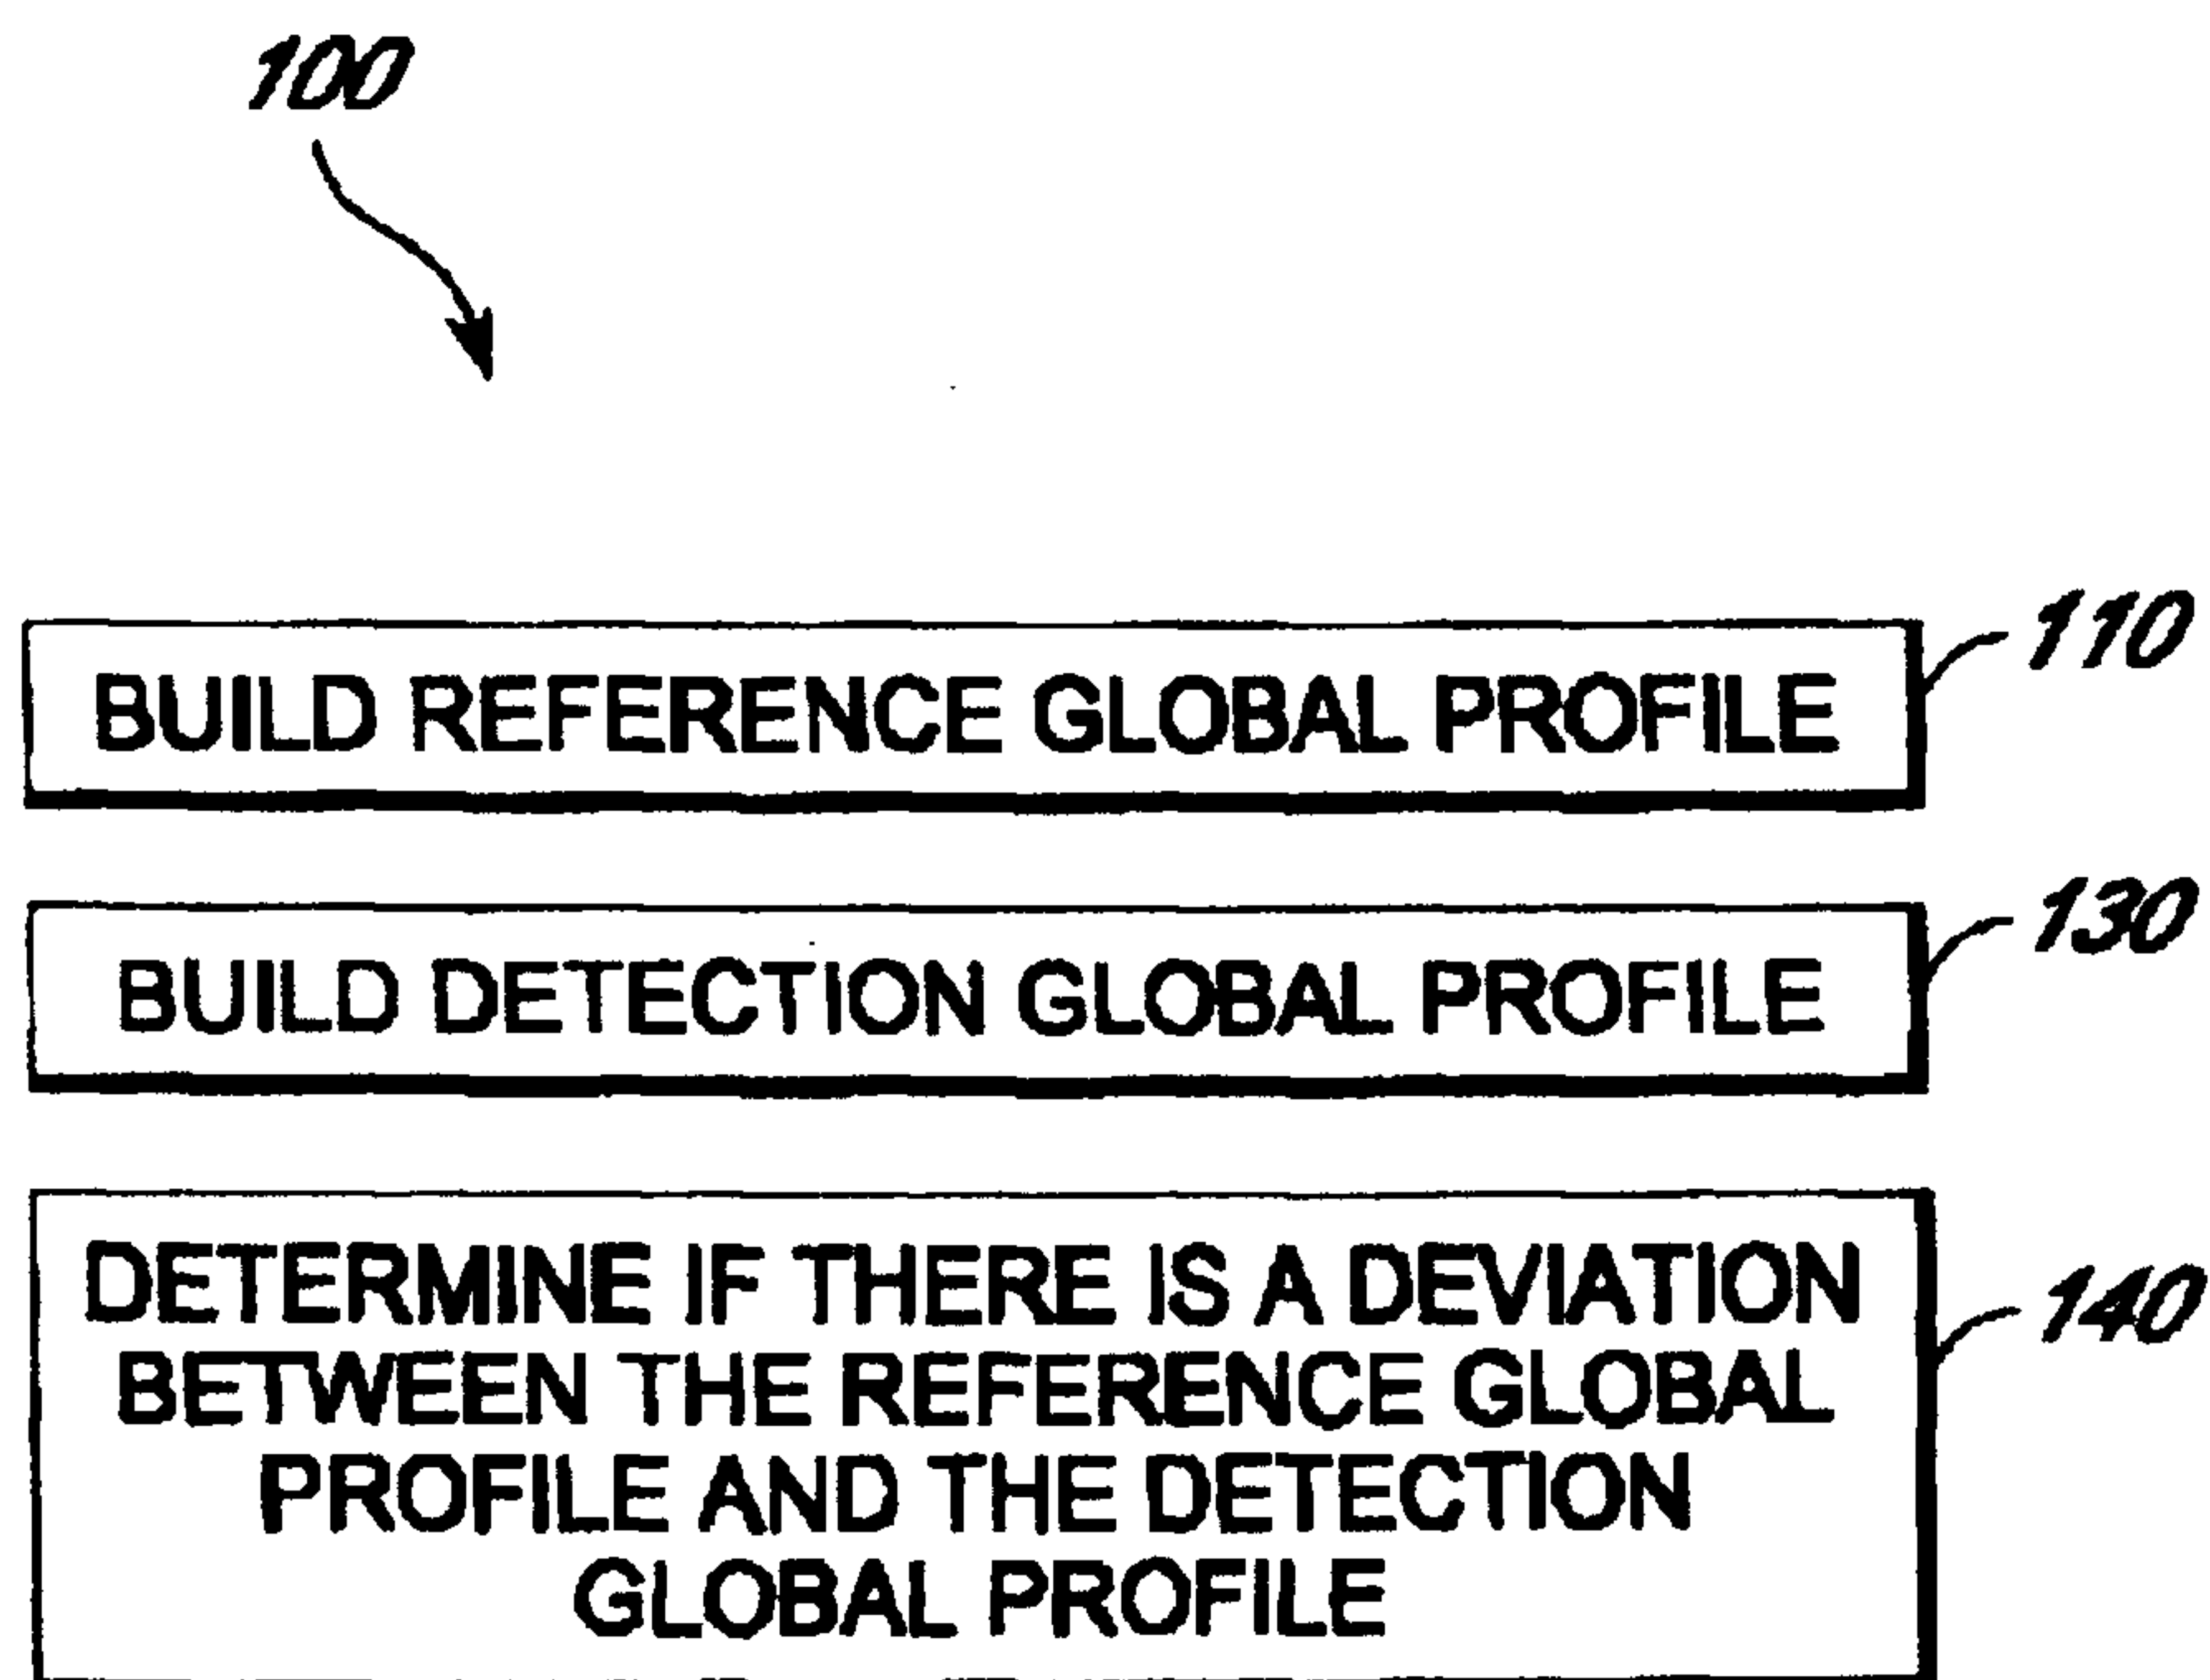 100
BUILD REFERENCE GLOBAL PROFILE
110
BUILD DETECTION GLOBAL PROFILE
130
DETERMINE IF THERE IS A DEVIATION
BETWEEN THE REFERENCE GLOBAL
PROFILE AND THE DETECTION
GLOBAL PROFILE
140